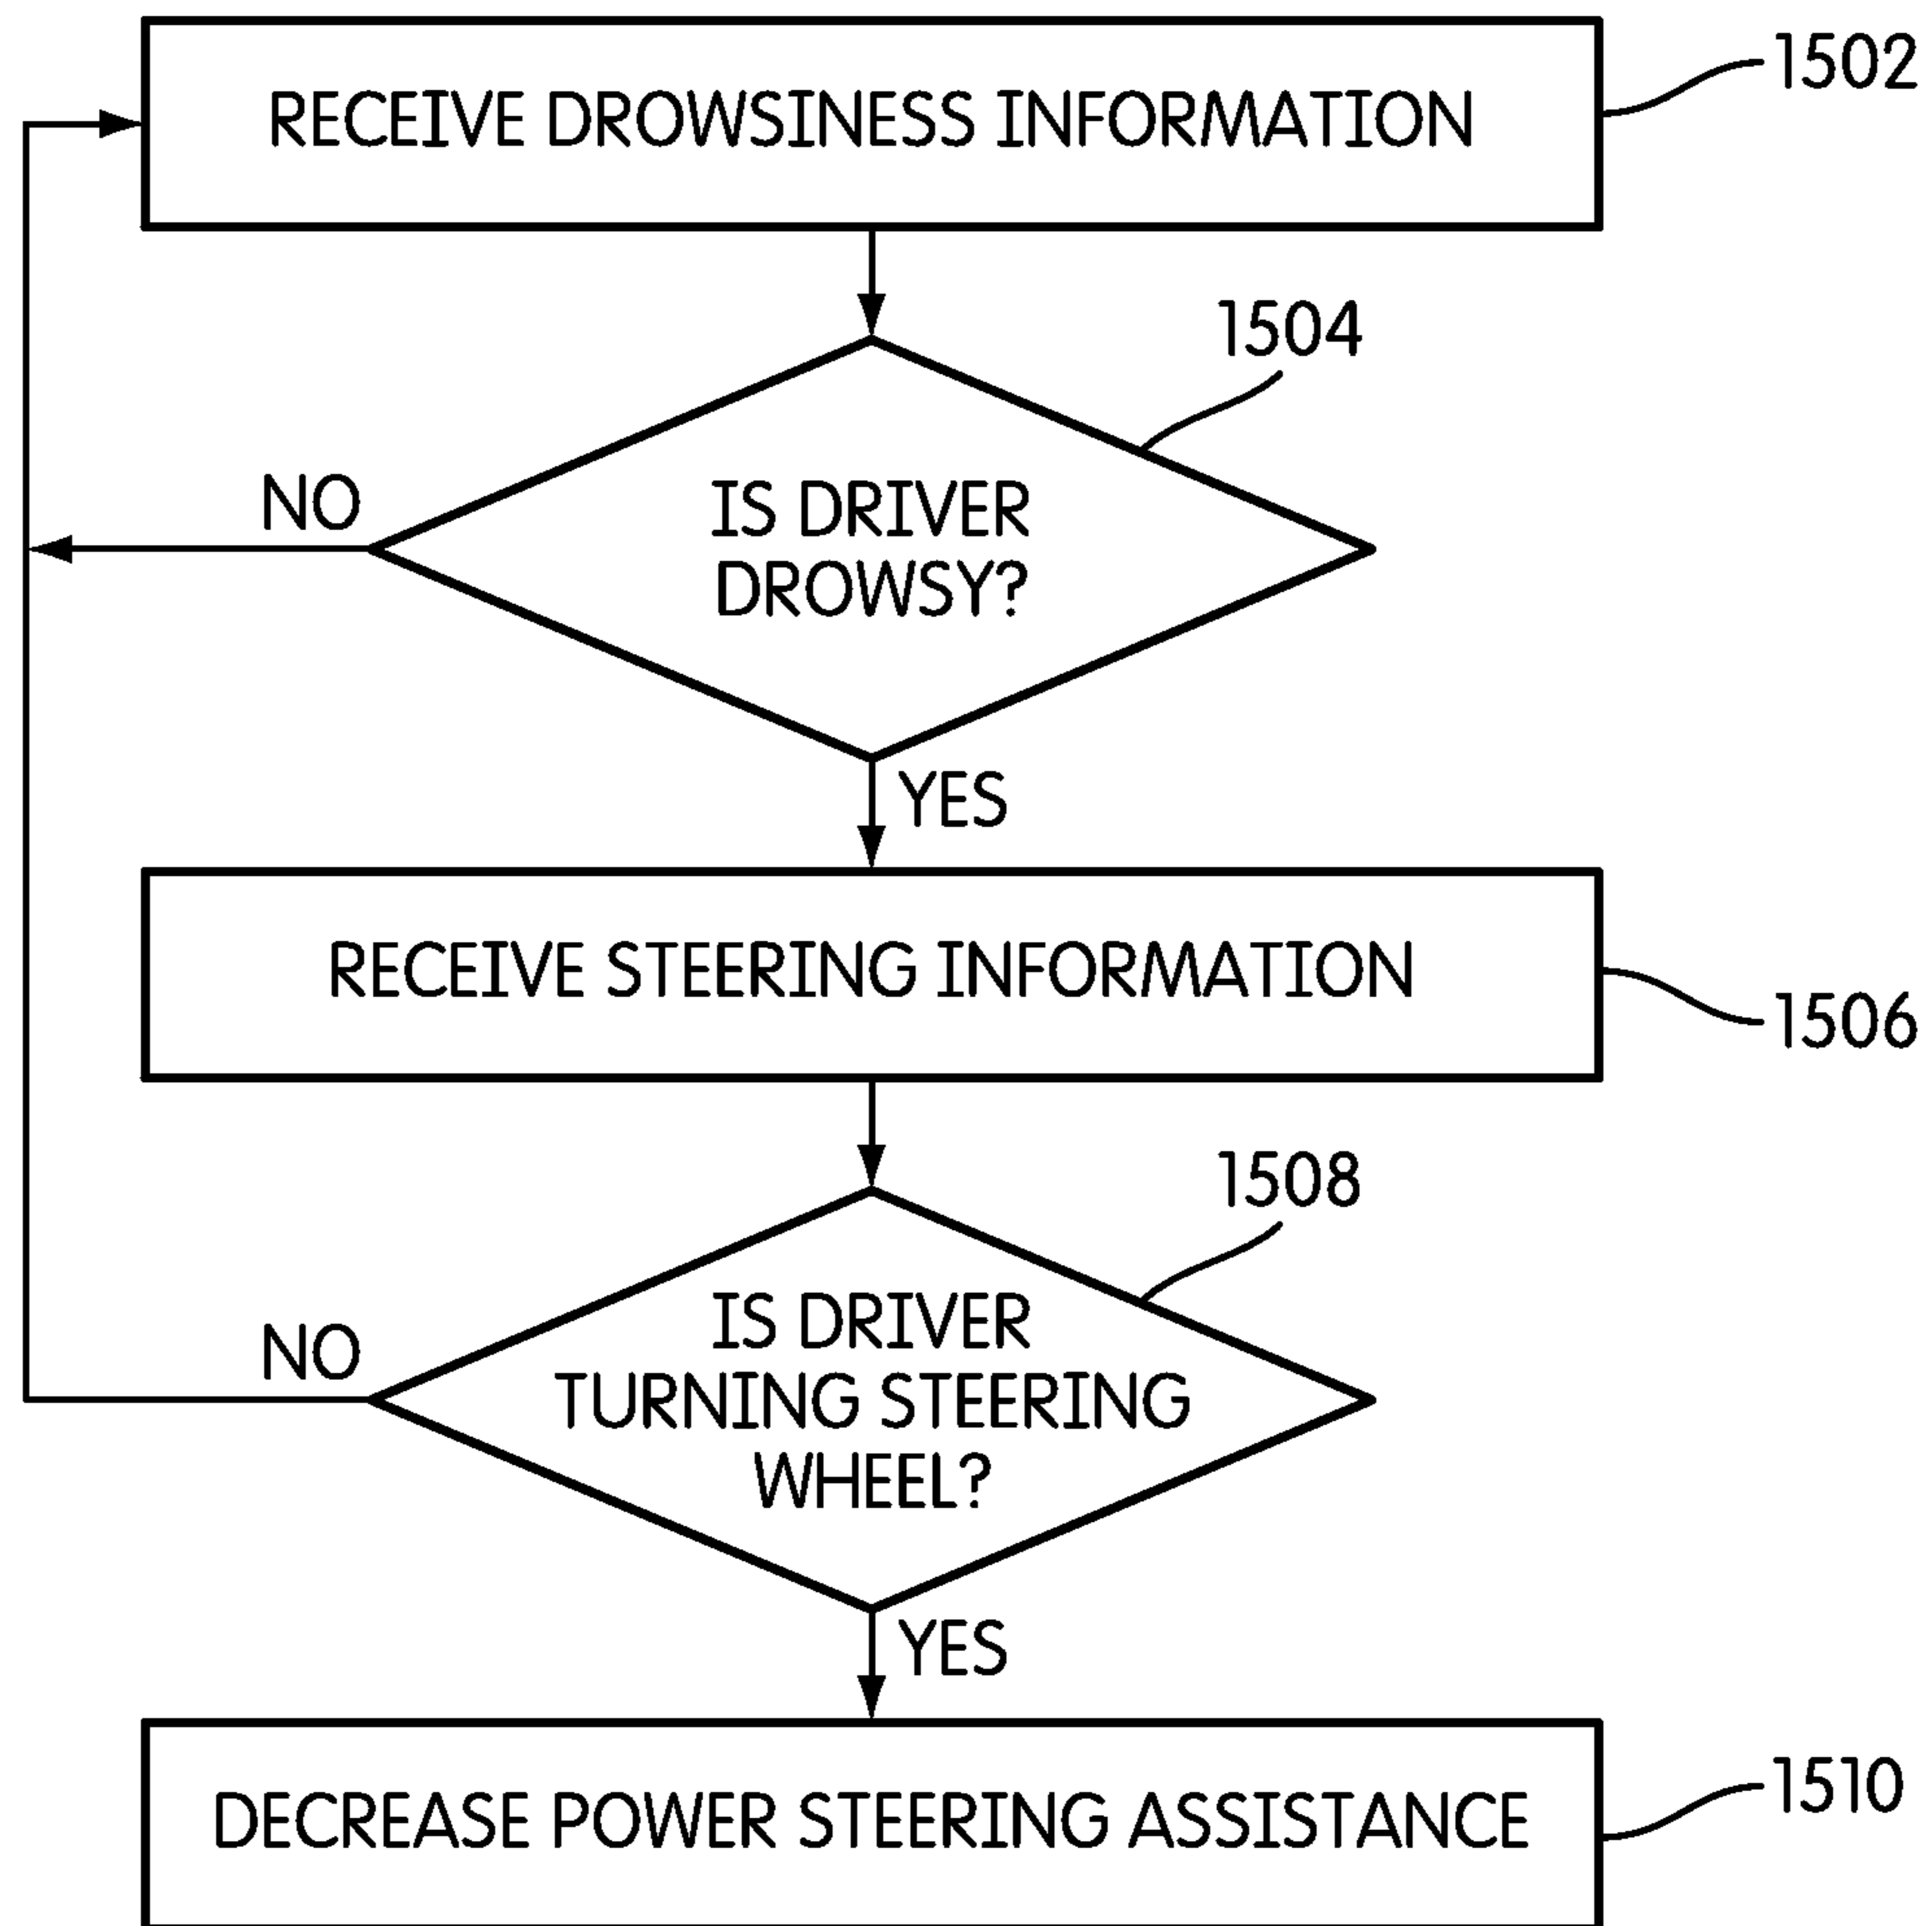 RECEIVE DROWSINESS INFORMATION
1502
1504
IS DRIVER
DROWSY?
NO
YES
RECEIVE STEERING INFORMATION
1506
1508
IS DRIVER
TURNING STEERING
WHEEL?
NO
YES
DECREASE POWER STEERING ASSISTANCE
1510